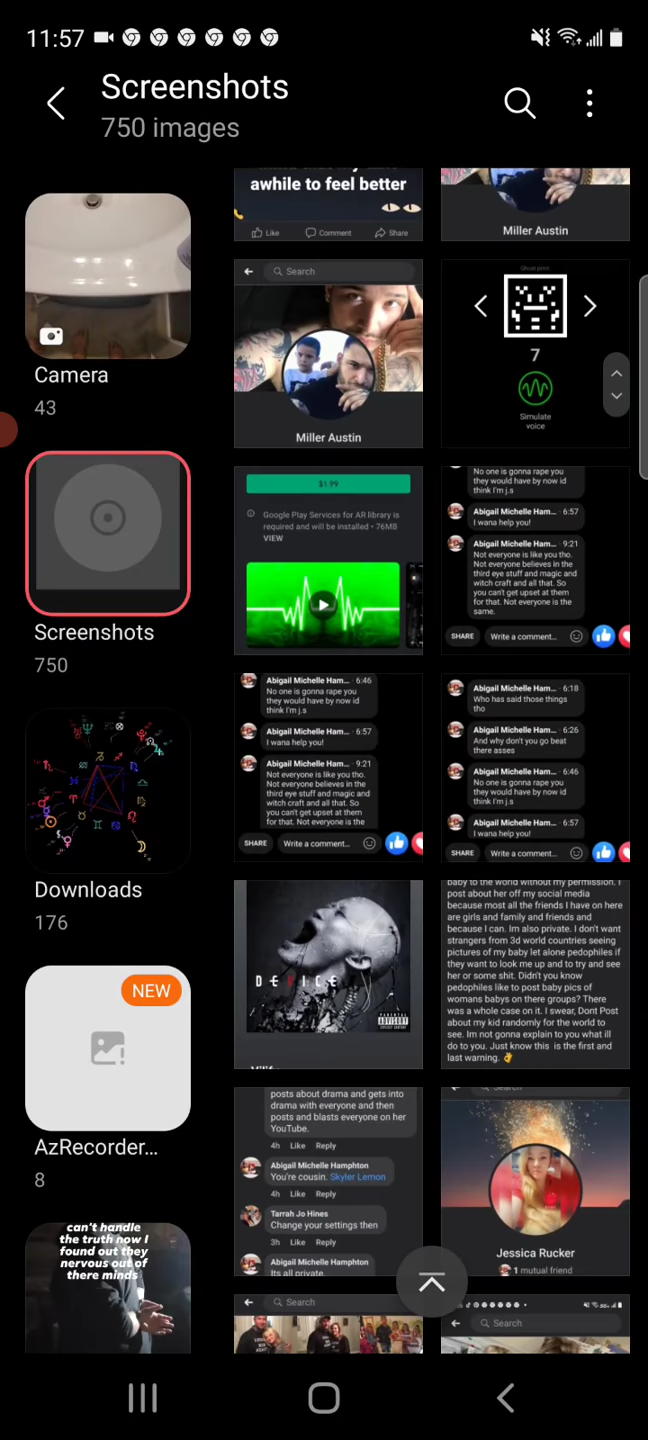 11:57
Screenshots
750 images
Camera
43
Screenshots
750
Downloads
176
NEW
AzRecorder...
8
can't handle
the truth now I
found out they
nervous out of
there minds
awhile to feel better
Like Comment Share
Miller Austin
Search
Miller Austin
Ghost print
7
Simulate
voice
$1.99
Google Play Services for AR library is
required and will be installed • 76MB
VIEW
No one is gonna rape you
they would have by now id
think I'm j.s
Abigail Michelle Ham... · 6:57
I wana help you!
Abigail Michelle Ham... · 9:21
Not everyone is like you tho.
Not everyone believes in the
third eye stuff and magic and
witch craft and all that. So
you can't get upset at them
for that. Not everyone is the
same.
SHARE Write a comment...
Abigail Michelle Ham... · 6:46
No one is gonna rape you
they would have by now id
think I'm j.s
Abigail Michelle Ham... · 6:57
I wana help you!
Abigail Michelle Ham... · 9:21
Not everyone is like you tho.
Not everyone believes in the
third eye stuff and magic and
witch craft and all that. So
you can't get upset at them
for that. Not everyone is the
SHARE Write a comment...
Abigail Michelle Ham... · 6:18
Who has said those things
tho
Abigail Michelle Ham... · 6:26
And why don't you go beat
there asses
Abigail Michelle Ham... · 6:46
No one is gonna rape you
they would have by now id
think I'm j.s
Abigail Michelle Ham... · 6:57
I wana help you!
SHARE Write a comment...
DEVICE
PARENTAL
ADVISORY
EXPLICIT CONTENT
baby to the world without my permission. I
post about her off my social media
because most all the friends I have on here
are girls and family and friends and
because I can. Im also private. I don't want
strangers from 3d world countries seeing
pictures of my baby let alone pedophiles if
they want to look me up and to try and see
her or some shit. Didn't you know
pedophiles like to post baby pics of
womans babys on there groups? There
was a whole case on it. I swear, Dont Post
about my kid randomly for the world to
see. Im not gonna explain to you what ill
do to you. Just know this is the first and
last warning. 👌
posts about drama and gets into
drama with everyone and then
posts and blasts everyone on her
YouTube.
4h Like Reply
Abigail Michelle Hamphton
You're cousin. Skyler Lemon
4h Like Reply
Tarrah Jo Hines
Change your settings then
3h Like Reply
Abigail Michelle Hamphton
Its all private.
Search
Jessica Rucker
1 mutual friend
Search
Search